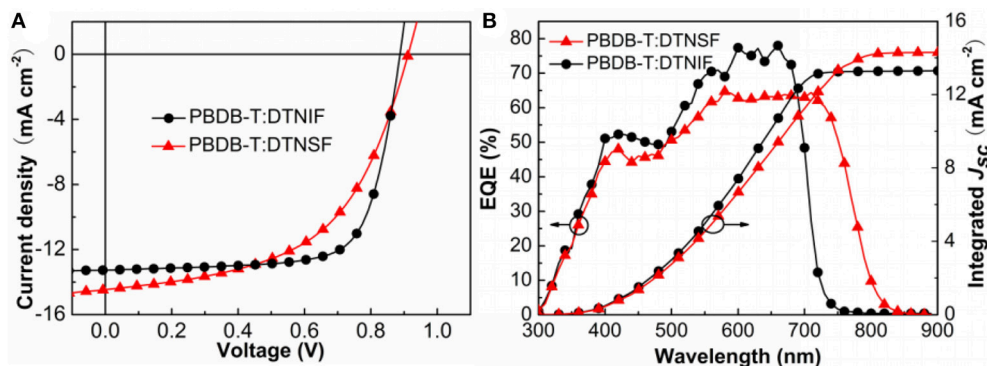 A
0
-4
-8
-12
-16
Current density (mA cm⁻²)
PBDB-T:DTNIF
PBDB-T:DTNSF
0.0 0.2 0.4 0.6 0.8 1.0
Voltage (V)
B
80
70
60
50
40
30
20
10
0
EQE (%)
PBDB-T:DTNSF
PBDB-T:DTNIF
16
12
8
4
0
Integrated Jsc (mA cm⁻²)
300 400 500 600 700 800 900
Wavelength (nm)